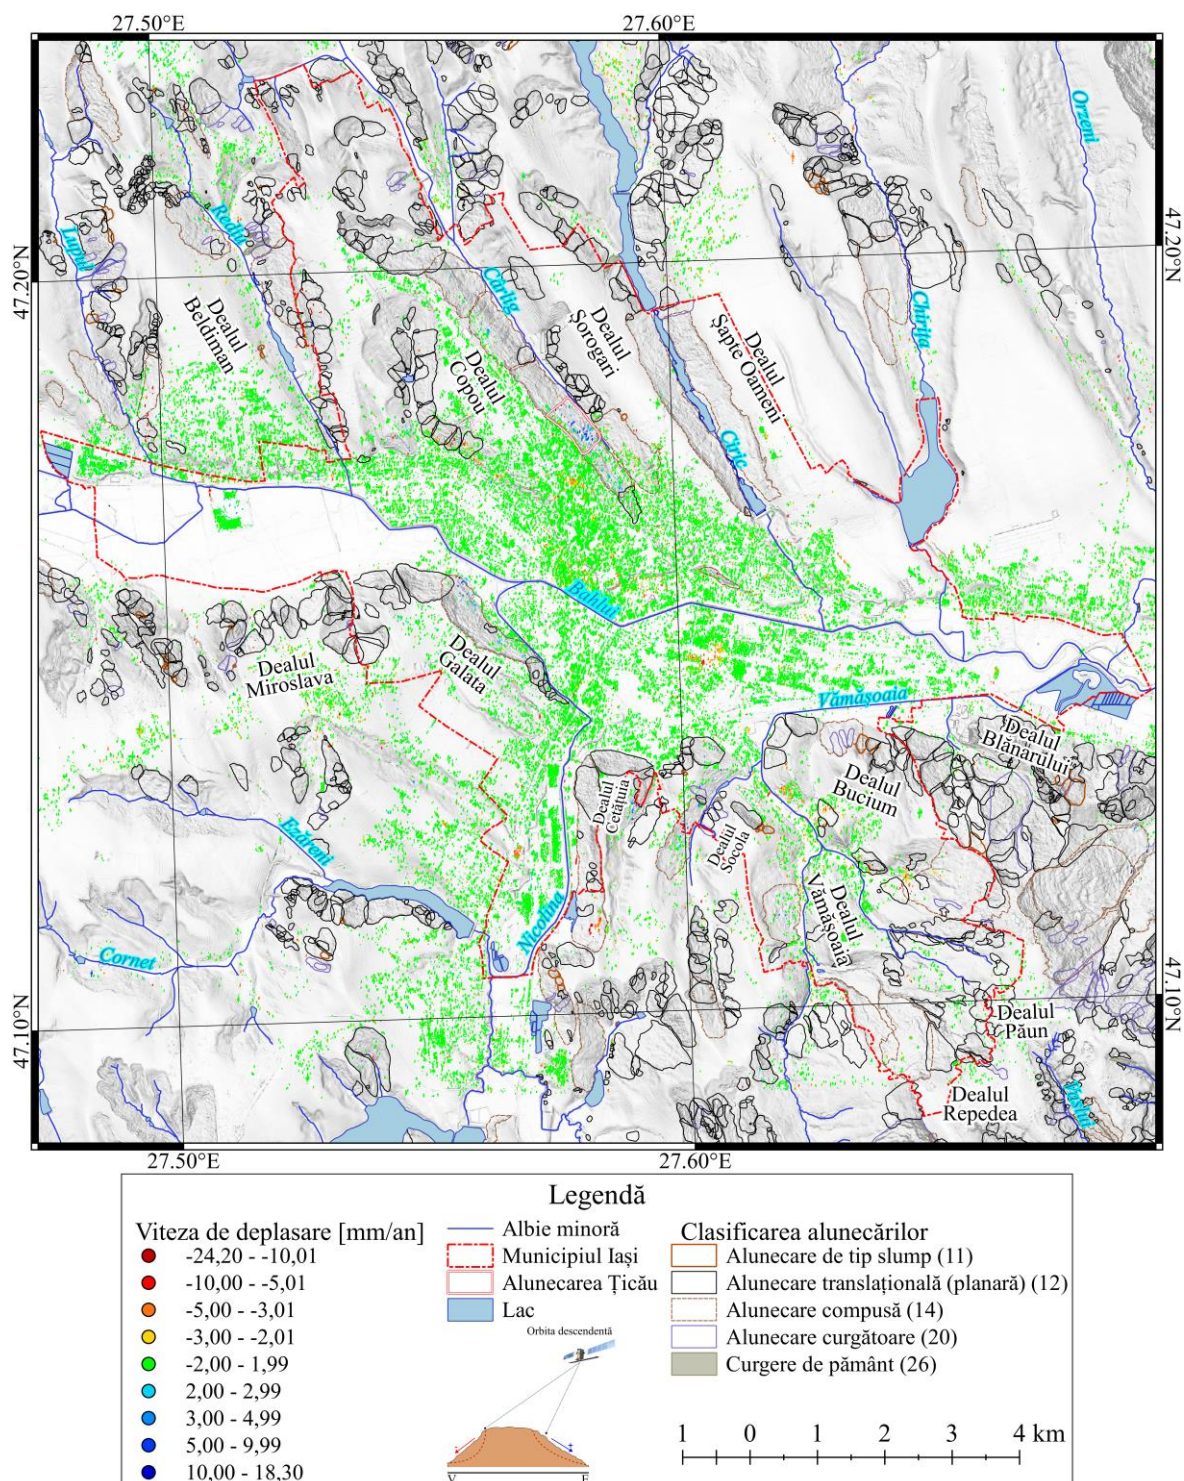 27.50°E
27.60°E
47.20°N
47.20°N
47.10°N
47.10°N
Orzeni
Lupul
Rediu
Cârlig
Chirița
Dealul
Beldiman
Dealul
Șorogari
Dealul
Copou
Dealul
Șapte Oameni
Ciric
Bahlui
Dealul
Miroslava
Dealul
Galata
Vămășoaia
Dealul
Blănarului
Dealul
Bucium
Dealul
Cetățuia
Dealul
Socola
Ezăreni
Dealul
Vămășoaia
Nicolina
Cornet
Dealul
Păun
Dealul
Repedea
27.50°E
27.60°E
Legendă
Viteza de deplasare [mm/an]
-24,20 - -10,01
-10,00 - -5,01
-5,00 - -3,01
-3,00 - -2,01
-2,00 - 1,99
2,00 - 2,99
3,00 - 4,99
5,00 - 9,99
10,00 - 18,30
Albie minoră
Municipiul Iași
Alunecarea Țicău
Lac
Orbita descendentă
V
E
Clasificarea alunecărilor
Alunecare de tip slump (11)
Alunecare translațională (planară) (12)
Alunecare compusă (14)
Alunecare curgătoare (20)
Curgere de pământ (26)
1 0 1 2 3 4 km